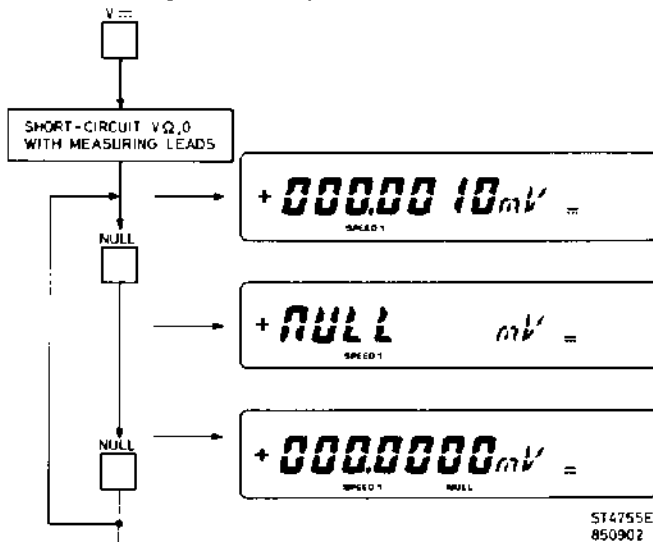 V ⎓
SHORT-CIRCUIT VΩ,0
WITH MEASURING LEADS
+ 000.0010 mV ⎓
SPEED 1
NULL
+ NULL mV ⎓
SPEED 1
NULL
+ 000.0000 mV ⎓
SPEED 1 NULL
ST4755E
850902